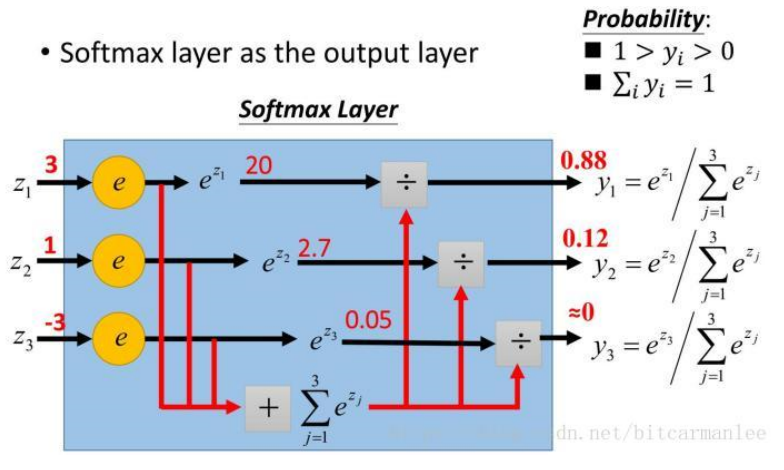 Probability:
• Softmax layer as the output layer
■ 1 > y_i > 0
■ ∑_i y_i = 1
Softmax Layer
z_1 3 e e^{z_1} 20 ÷ 0.88 y_1 = e^{z_1} / ∑_{j=1}^{3} e^{z_j}
z_2 1 e e^{z_2} 2.7 ÷ 0.12 y_2 = e^{z_2} / ∑_{j=1}^{3} e^{z_j}
z_3 -3 e e^{z_3} 0.05 ÷ ≈0 y_3 = e^{z_3} / ∑_{j=1}^{3} e^{z_j}
+ ∑_{j=1}^{3} e^{z_j}
dn.net/bitcarmanlee